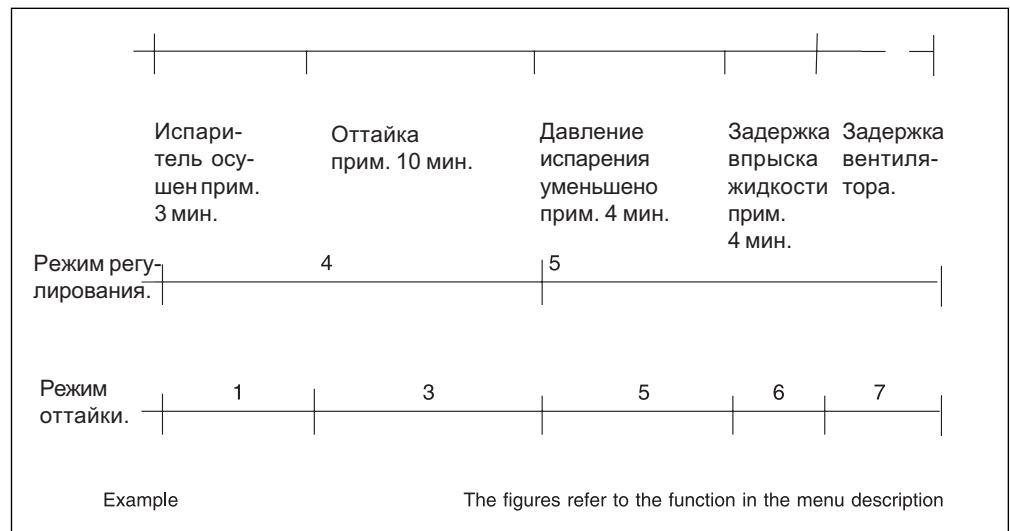 Испари-
тель осу-
шен прим.
3 мин.
Оттайка
прим. 10 мин.
Давление
испарения
уменьшено
прим. 4 мин.
Задержка
впрыска
жидкости
прим.
4 мин.
Задержка
вентиля-
тора.
Режим регу-
лирования.
4
5
Режим
оттайки.
1
3
5
6
7
Example
The figures refer to the function in the menu description